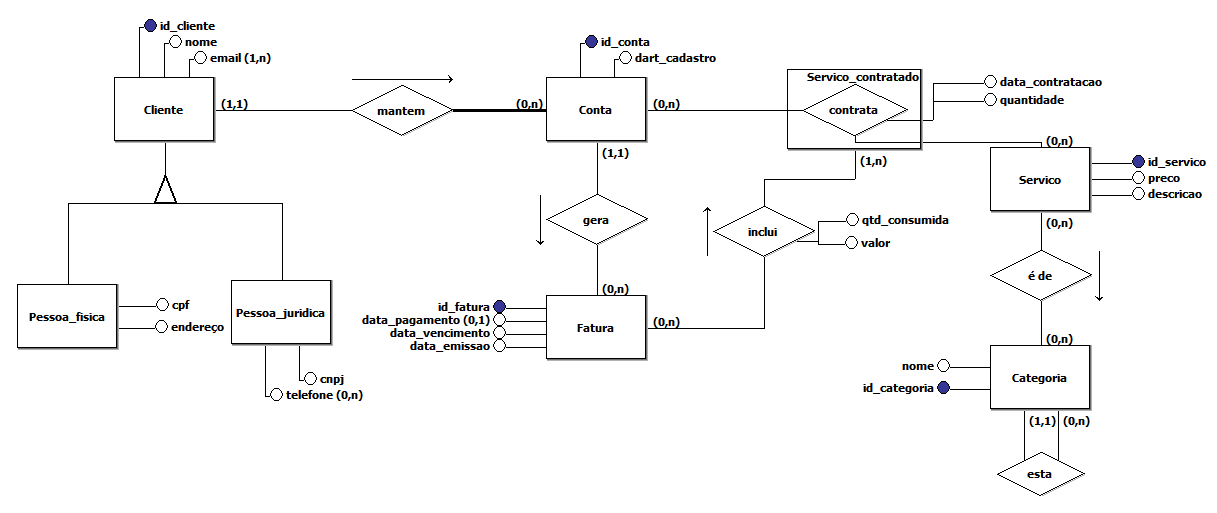 id_cliente
nome
email (1,n)
Cliente
(1,1)
mantem
(0,n)
id_conta
dart_cadastro
Conta
(0,n)
(1,1)
Servico_contratado
contrata
data_contratacao
quantidade
(1,n)
(0,n)
Servico
id_servico
preco
descricao
(0,n)
gera
inclui
qtd_consumida
valor
é de
Pessoa_fisica
cpf
endereço
Pessoa_juridica
cnpj
telefone (0,n)
(0,n)
id_fatura
data_pagamento (0,1)
data_vencimento
data_emissao
Fatura
(0,n)
(0,n)
nome
id_categoria
Categoria
(1,1)
(0,n)
esta